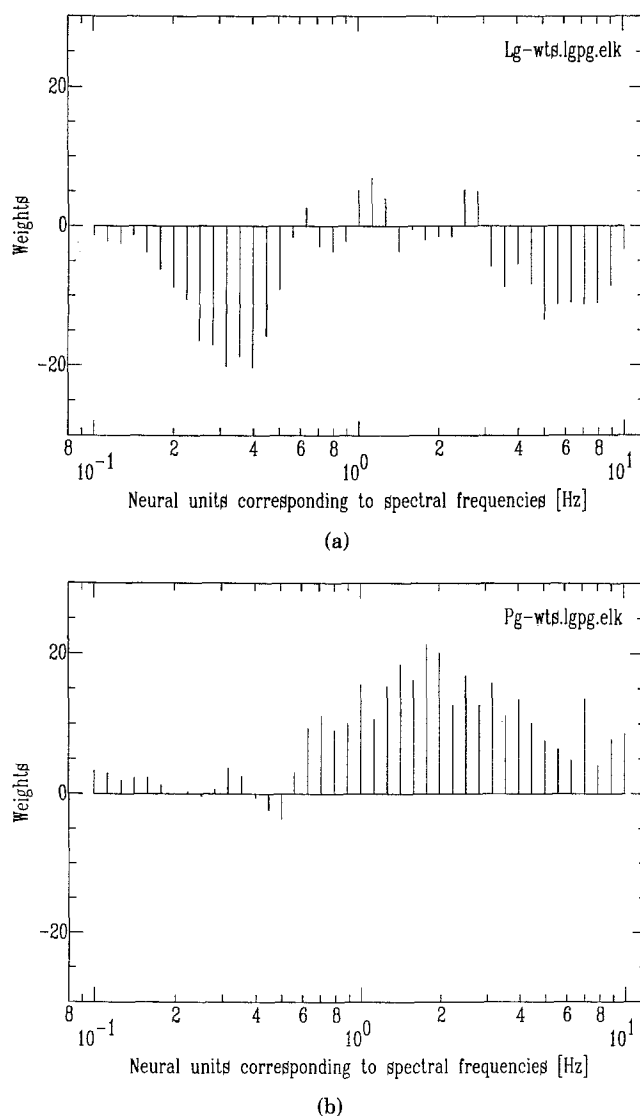 Lg-wts.lgpg.elk
20
0
-20
Weights
8 2 4 6 8 2 4 6 8
10^-1 10^0 10^1
Neural units corresponding to spectral frequencies [Hz]
(a)
Pg-wts.lgpg.elk
20
0
-20
Weights
8 2 4 6 8 2 4 6 8
10^-1 10^0 10^1
Neural units corresponding to spectral frequencies [Hz]
(b)